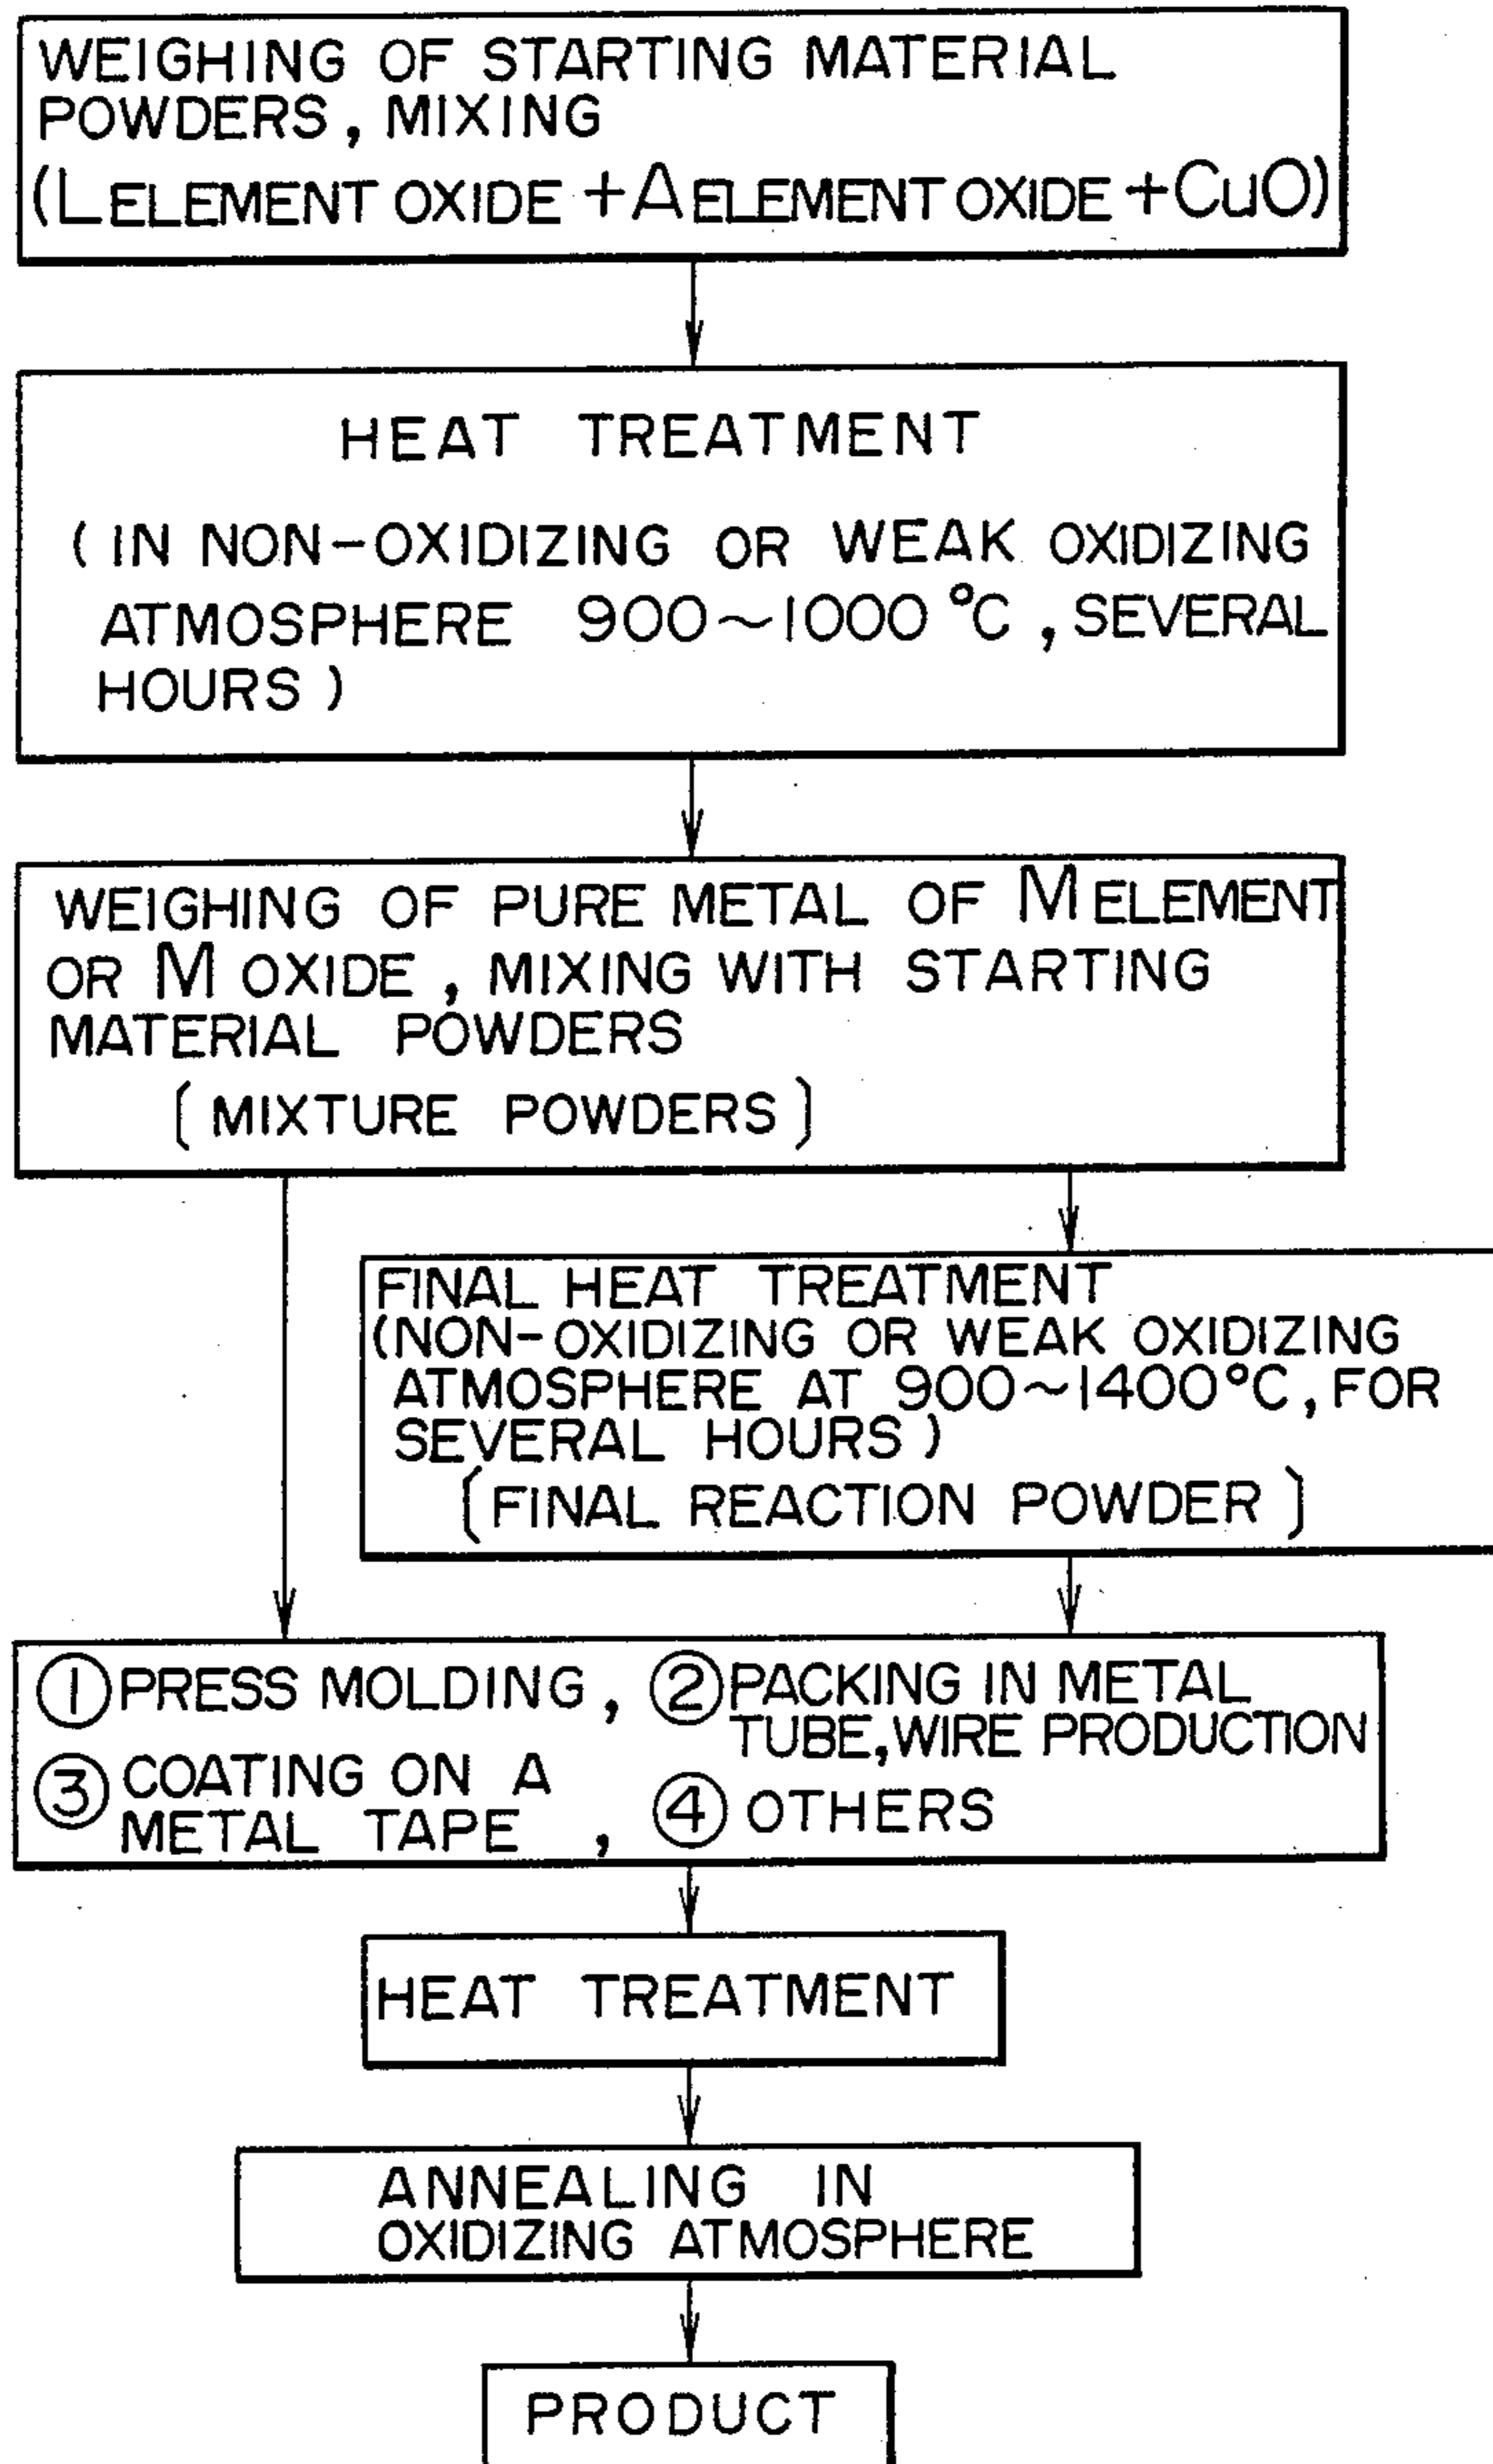 WEIGHING OF STARTING MATERIAL
POWDERS, MIXING
(L ELEMENT OXIDE + A ELEMENT OXIDE + CuO)
HEAT TREATMENT
(IN NON-OXIDIZING OR WEAK OXIDIZING
ATMOSPHERE 900~1000 °C, SEVERAL
HOURS)
WEIGHING OF PURE METAL OF M ELEMENT
OR M OXIDE, MIXING WITH STARTING
MATERIAL POWDERS
[MIXTURE POWDERS]
FINAL HEAT TREATMENT
(NON-OXIDIZING OR WEAK OXIDIZING
ATMOSPHERE AT 900~1400°C, FOR
SEVERAL HOURS)
[FINAL REACTION POWDER]
① PRESS MOLDING, ② PACKING IN METAL
TUBE, WIRE PRODUCTION
③ COATING ON A
METAL TAPE, ④ OTHERS
HEAT TREATMENT
ANNEALING IN
OXIDIZING ATMOSPHERE
PRODUCT